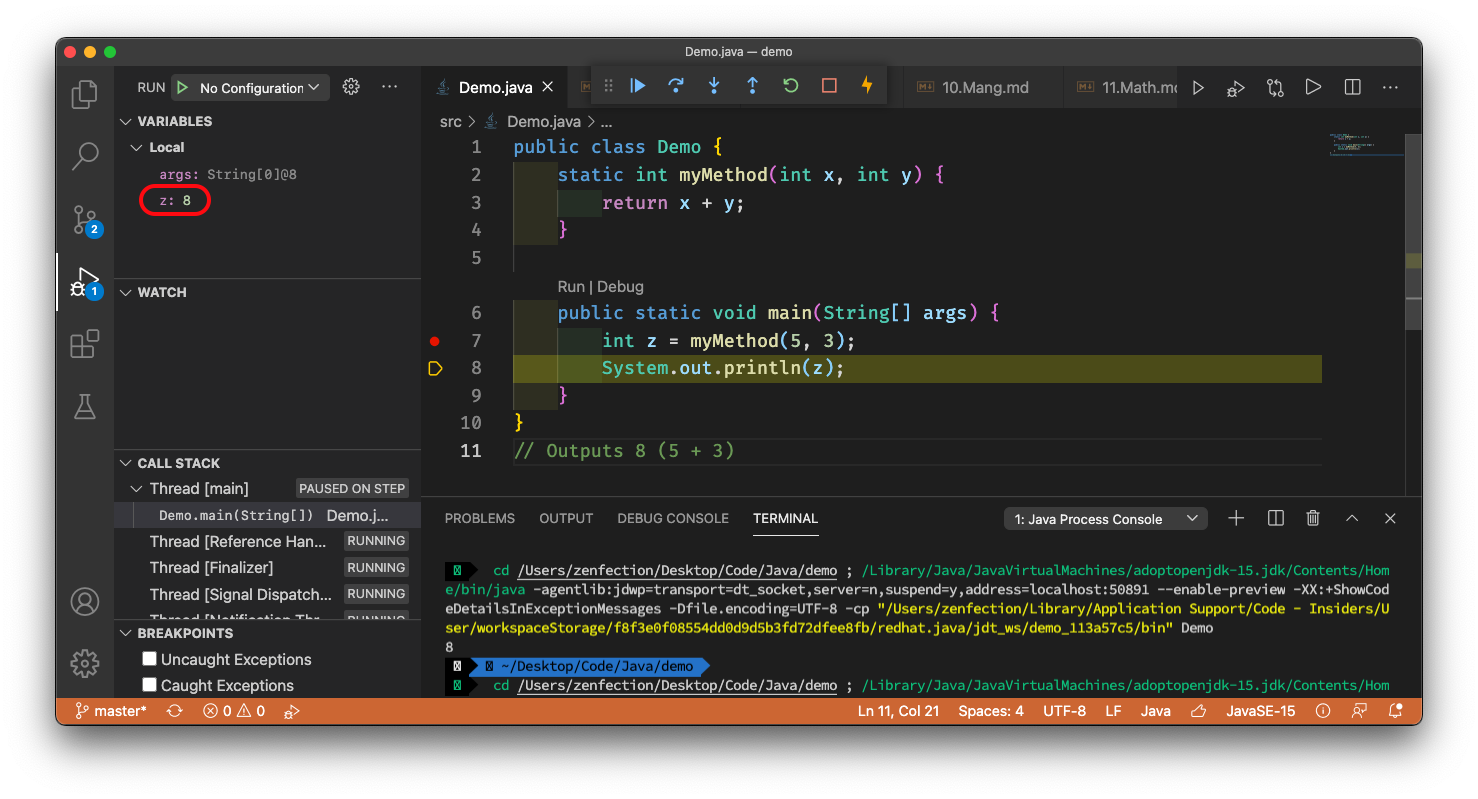 Demo.java — demo
RUN No Configuration
Demo.java
10.Mang.md
11.Math.mc
VARIABLES
Local
args: String[0]@8
z: 8
WATCH
CALL STACK
Thread [main] PAUSED ON STEP
Demo.main(String[]) Demo.j...
Thread [Reference Han... RUNNING
Thread [Finalizer] RUNNING
Thread [Signal Dispatch... RUNNING
BREAKPOINTS
Uncaught Exceptions
Caught Exceptions
2
1
src > Demo.java > ...
1 public class Demo {
2 static int myMethod(int x, int y) {
3 return x + y;
4 }
5
Run | Debug
6 public static void main(String[] args) {
7 int z = myMethod(5, 3);
8 System.out.println(z);
9 }
10 }
11 // Outputs 8 (5 + 3)
PROBLEMS OUTPUT DEBUG CONSOLE TERMINAL 1: Java Process Console
cd /Users/zenfection/Desktop/Code/Java/demo ; /Library/Java/JavaVirtualMachines/adoptopenjdk-15.jdk/Contents/Hom
e/bin/java -agentlib:jdwp=transport=dt_socket,server=n,suspend=y,address=localhost:50891 --enable-preview -XX:+ShowCod
eDetailsInExceptionMessages -Dfile.encoding=UTF-8 -cp "/Users/zenfection/Library/Application Support/Code - Insiders/U
ser/workspaceStorage/f8f3e0f08554dd0d9d5b3fd72dfee8fb/redhat.java/jdt_ws/demo_113a57c5/bin" Demo
8
~/Desktop/Code/Java/demo
cd /Users/zenfection/Desktop/Code/Java/demo ; /Library/Java/JavaVirtualMachines/adoptopenjdk-15.jdk/Contents/Hom
master* 0 0 Ln 11, Col 21 Spaces: 4 UTF-8 LF Java JavaSE-15